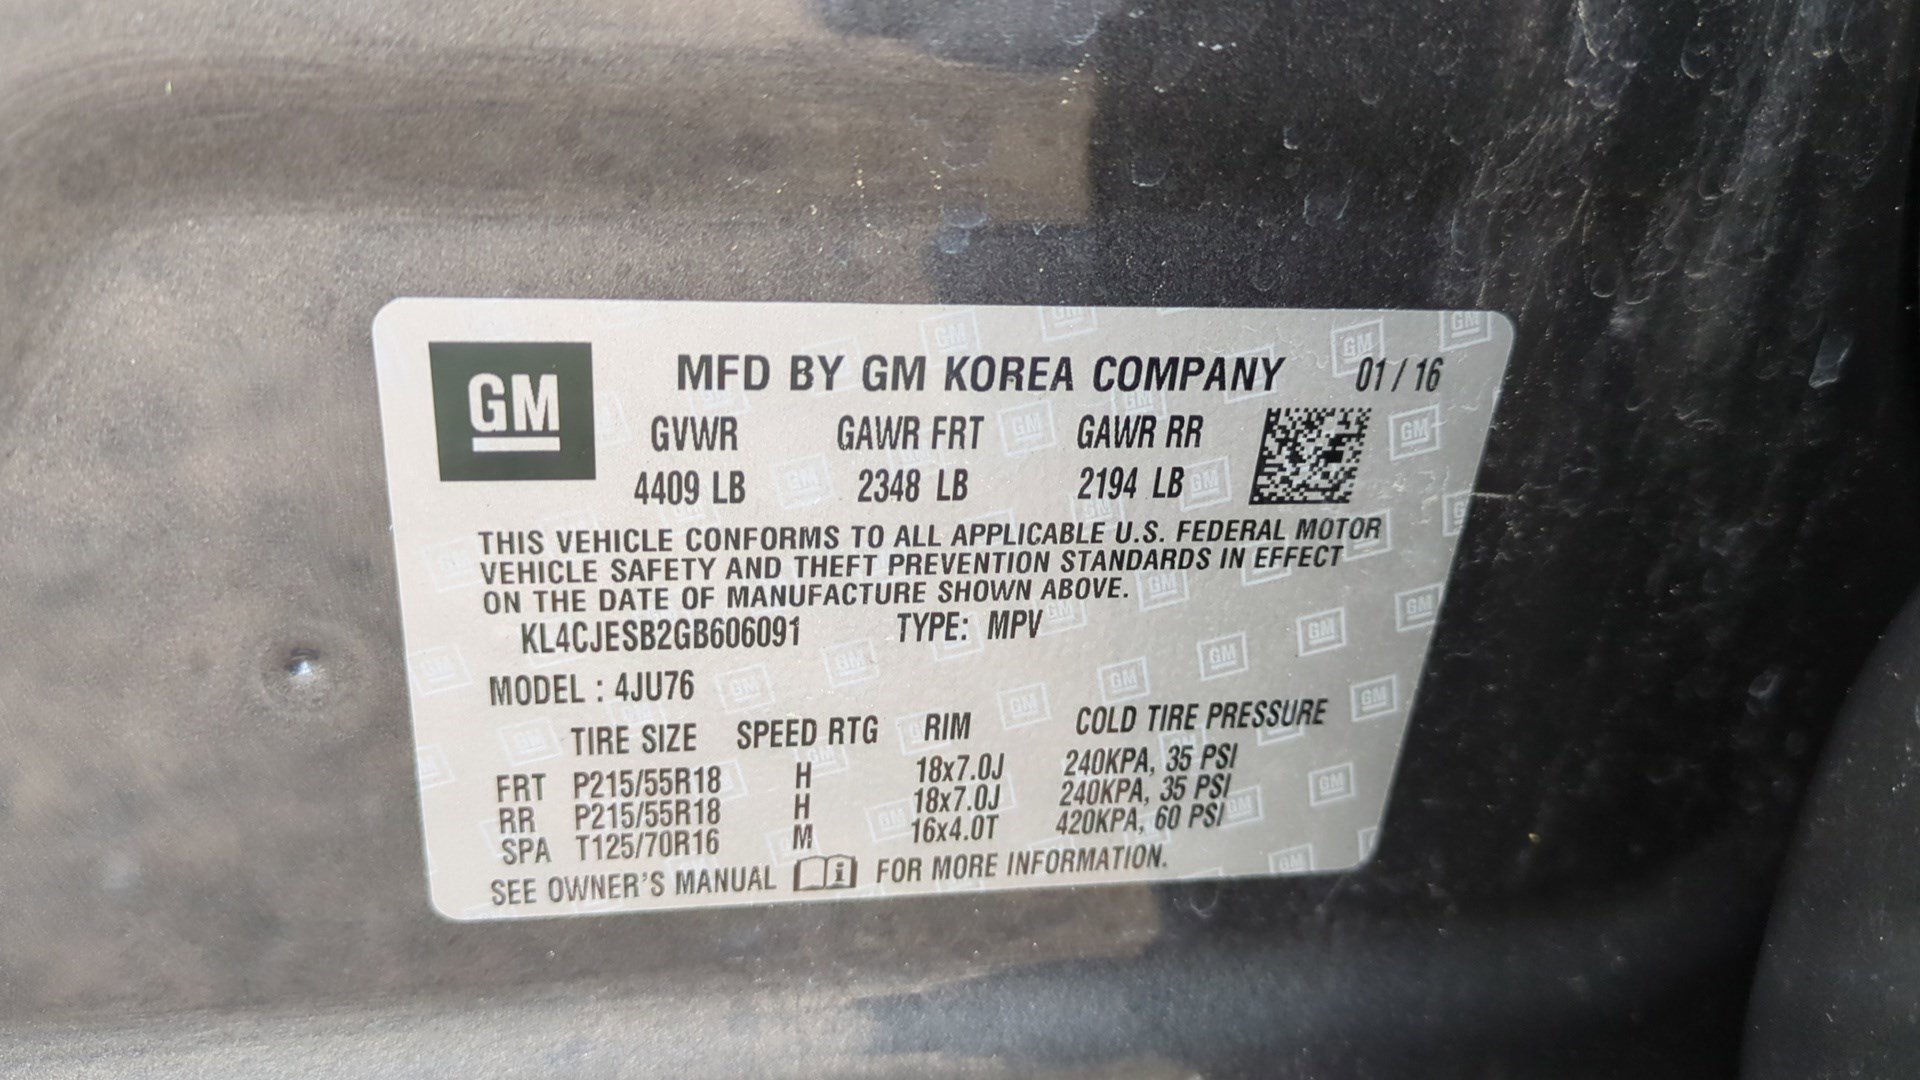 GM
MFD BY GM KOREA COMPANY 01 / 16
GVWR GAWR FRT GAWR RR
4409 LB 2348 LB 2194 LB
THIS VEHICLE CONFORMS TO ALL APPLICABLE U.S. FEDERAL MOTOR
VEHICLE SAFETY AND THEFT PREVENTION STANDARDS IN EFFECT
ON THE DATE OF MANUFACTURE SHOWN ABOVE.
KL4CJESB2GB606091 TYPE: MPV
MODEL : 4JU76
TIRE SIZE SPEED RTG RIM COLD TIRE PRESSURE
FRT P215/55R18 H 18x7.0J 240KPA, 35 PSI
RR P215/55R18 H 18x7.0J 240KPA, 35 PSI
SPA T125/70R16 M 16x4.0T 420KPA, 60 PSI
SEE OWNER'S MANUAL i FOR MORE INFORMATION.